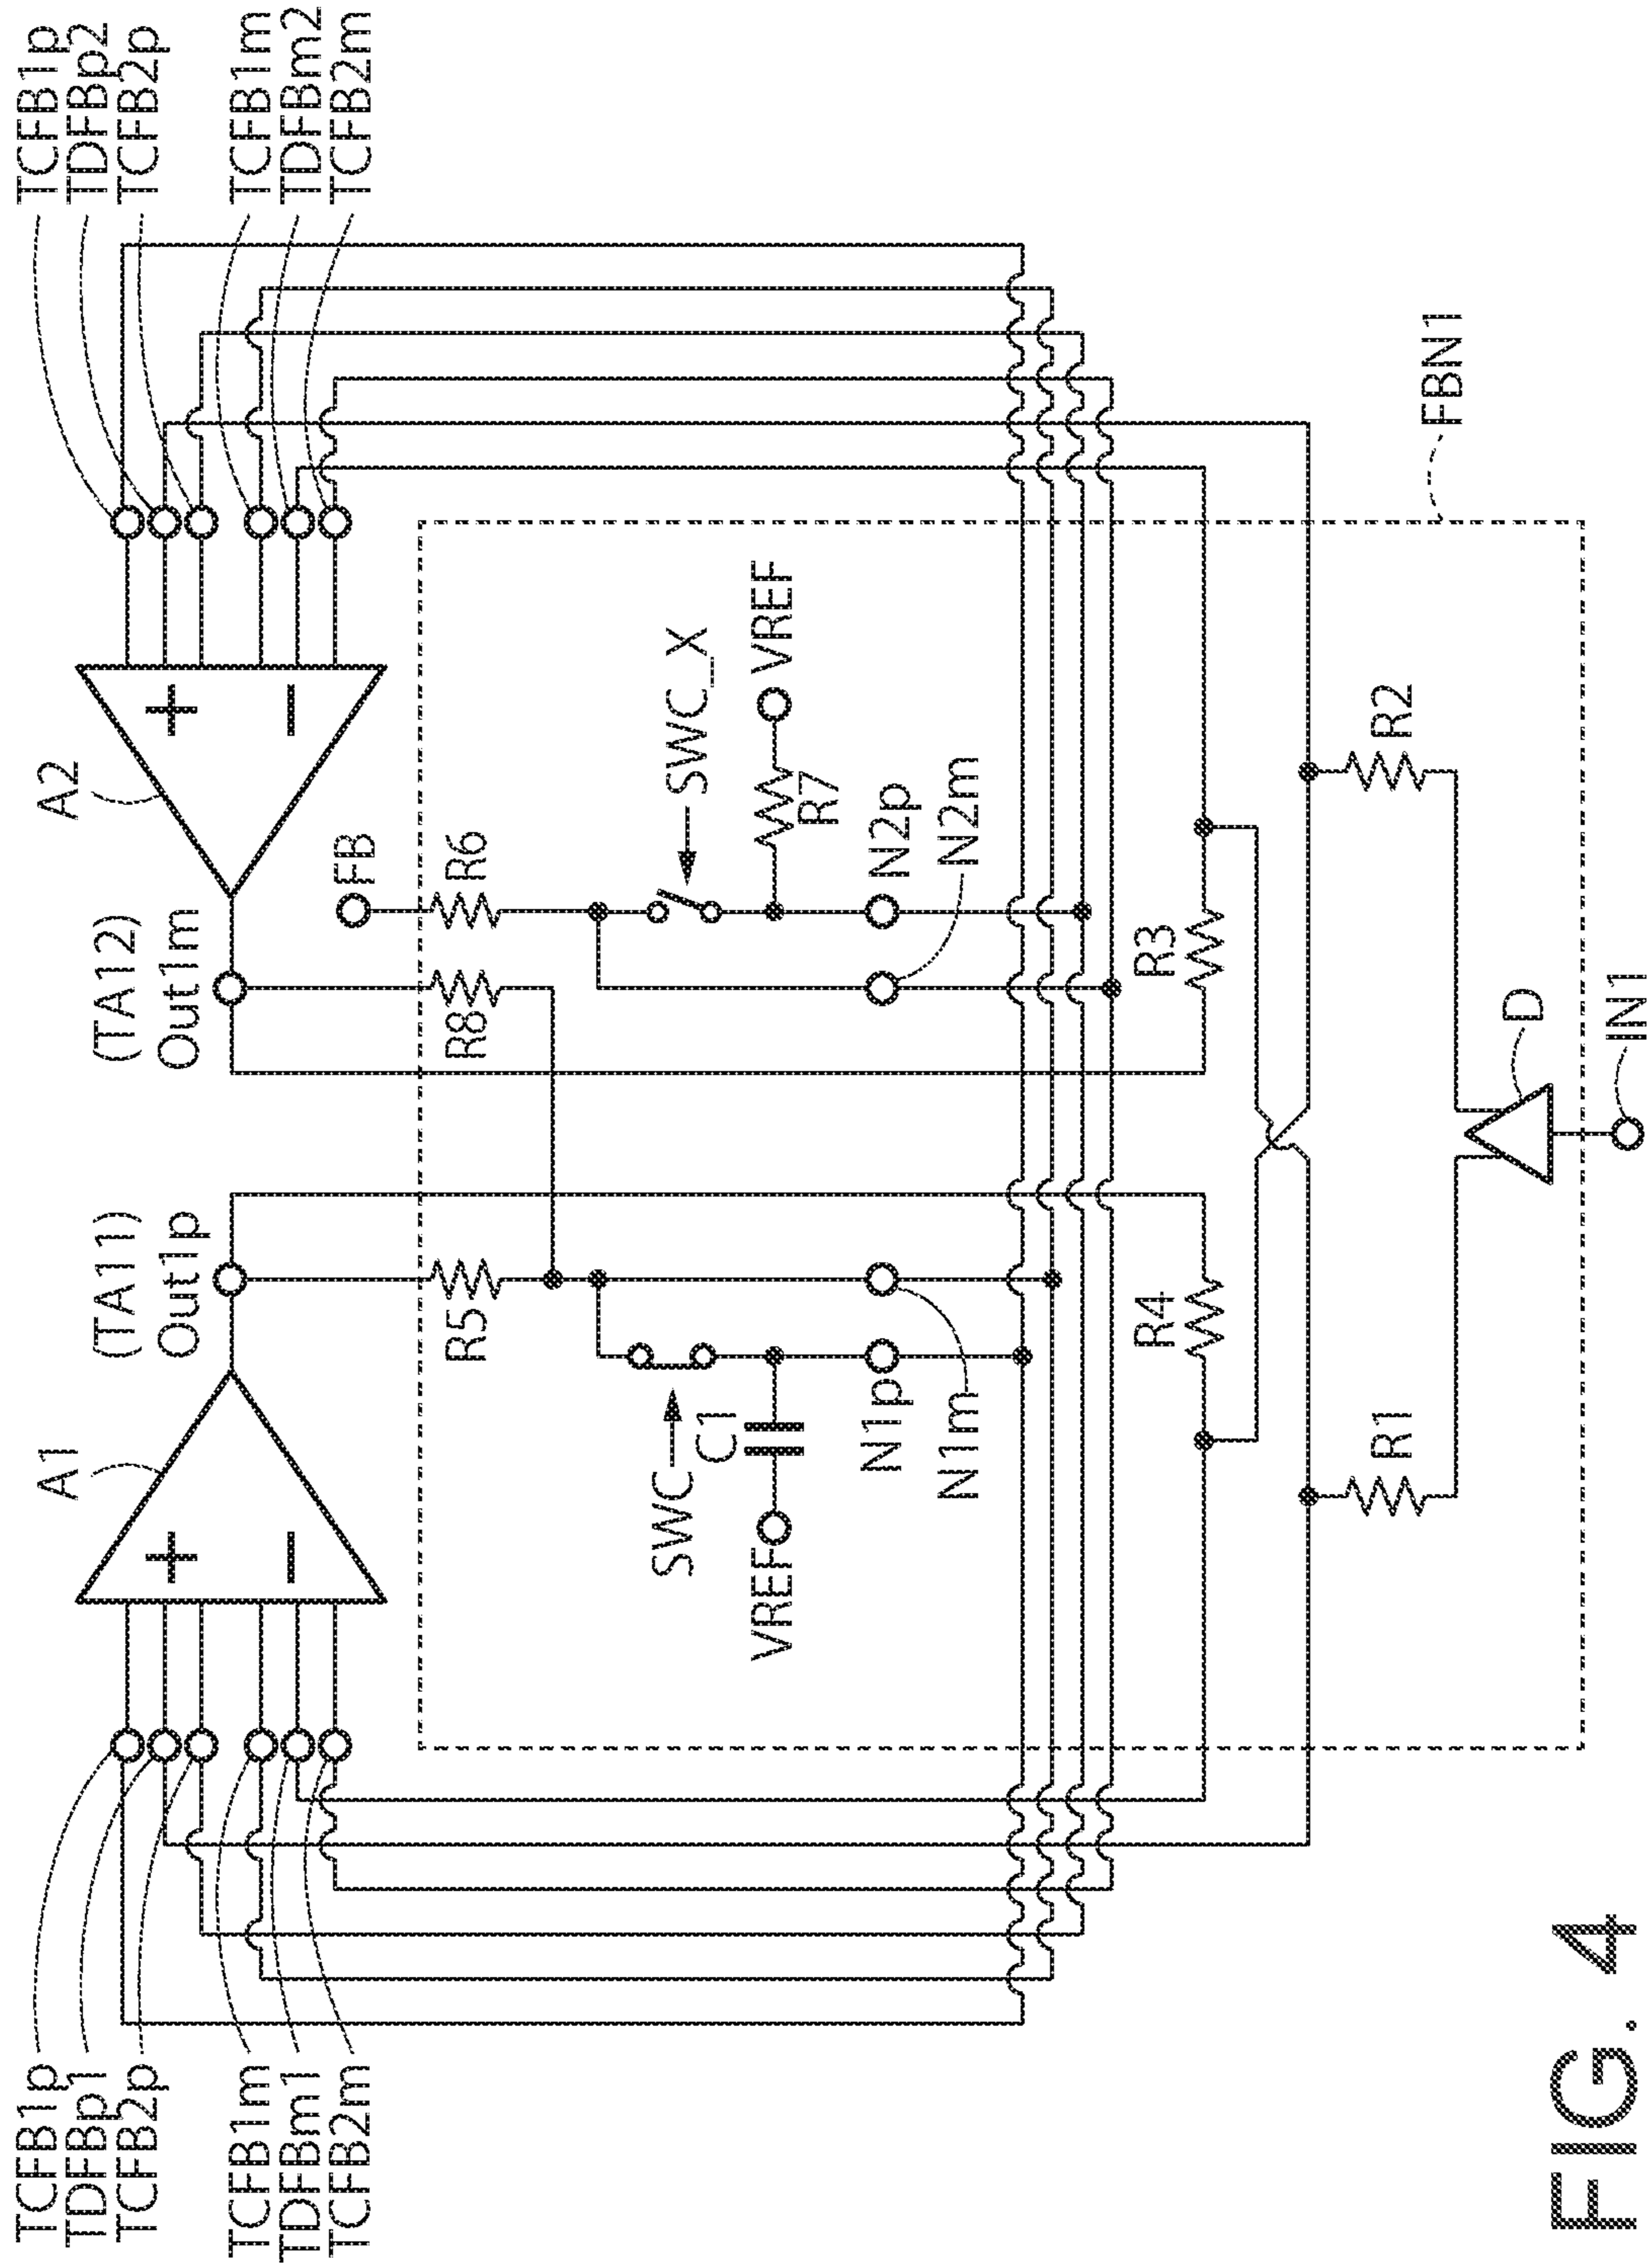 TCFB1p
TDFBp1
TCFB2p
TCFB1m
TDFBm1
TCFB2m
A1
+
−
(TA11)
Out1p
(TA12)
Out1m
A2
+
−
TCFB1p
TDFBp2
TCFB2p
TCFB1m
TDFBm2
TCFB2m
FB
R5
R8
R6
SWC
C1
VREF
N1p
N1m
SWC_X
VREF
R7
N2p
N2m
R4
R3
R1
R2
D
IN1
FBN1
FIG. 4